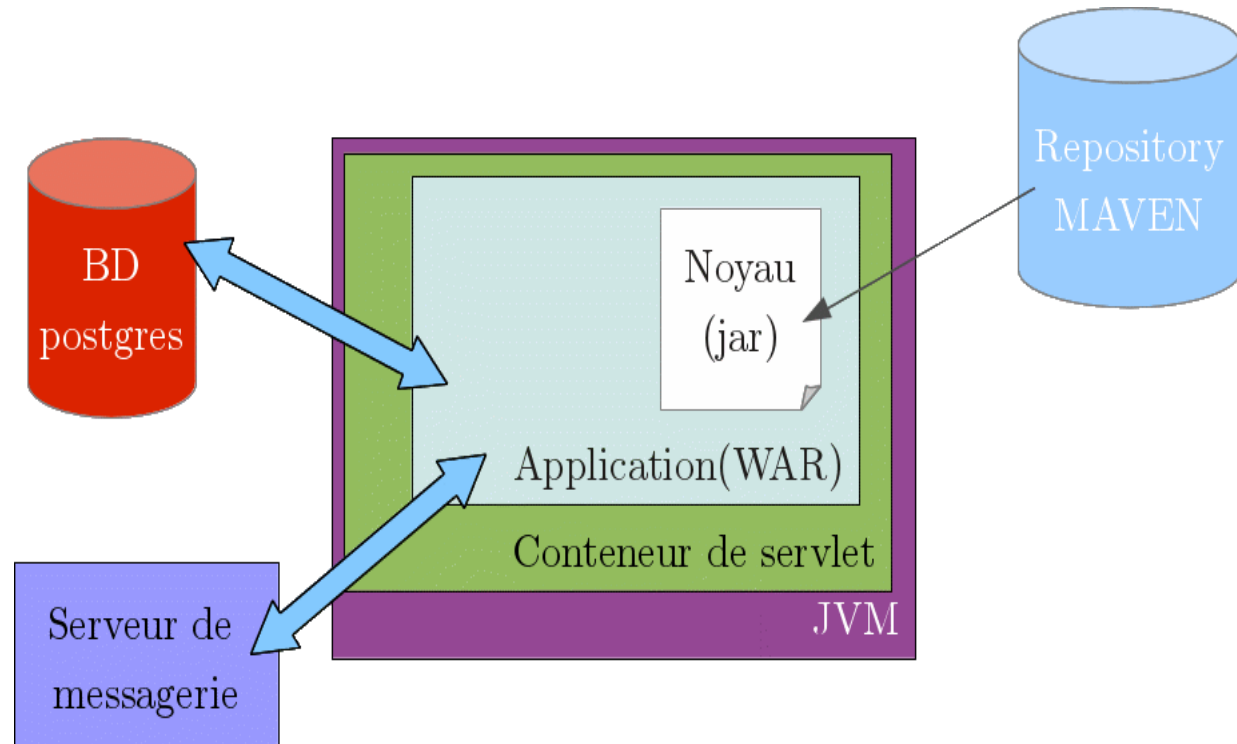 Repository
MAVEN
BD
postgres
Noyau
(jar)
Application(WAR)
Conteneur de servlet
JVM
Serveur de
messagerie